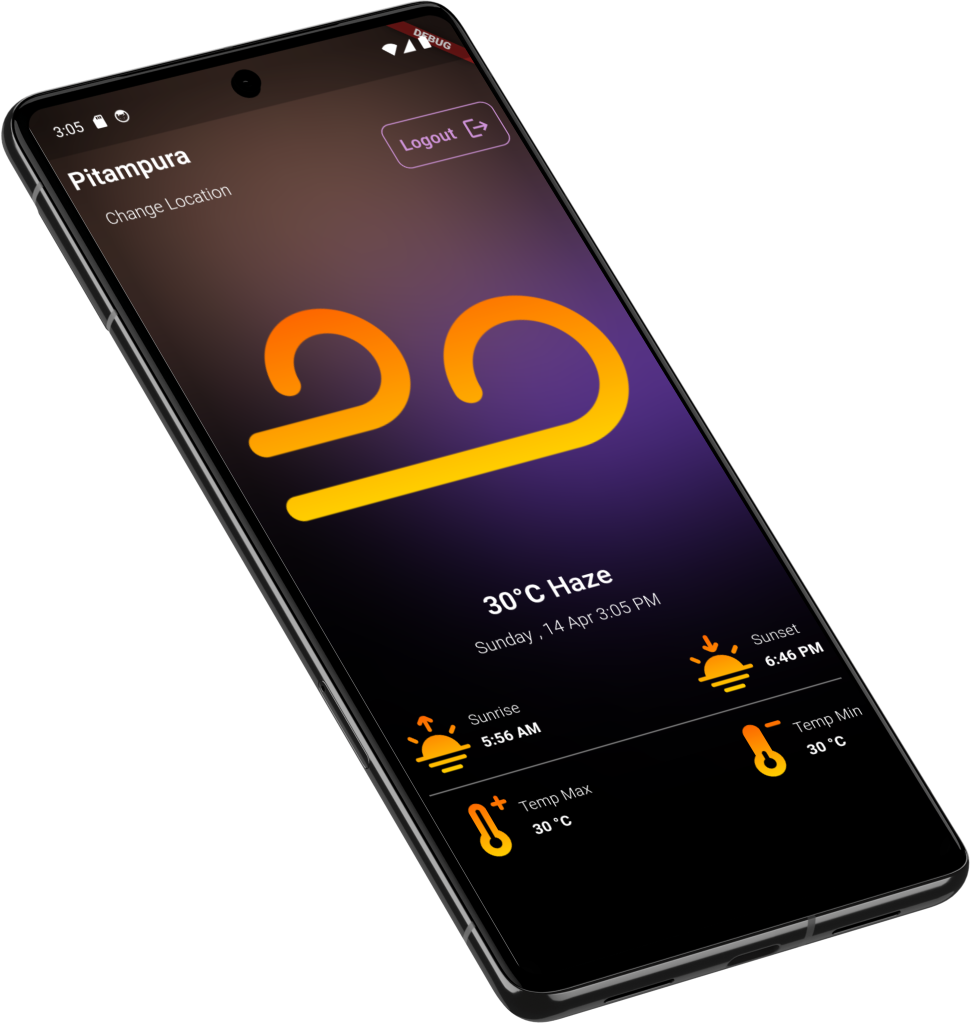 DEBUG
3:05
Pitampura
Logout
Change Location
30°C Haze
Sunday , 14 Apr 3:05 PM
Sunrise
5:56 AM
Sunset
6:46 PM
Temp Max
30 °C
Temp Min
30 °C